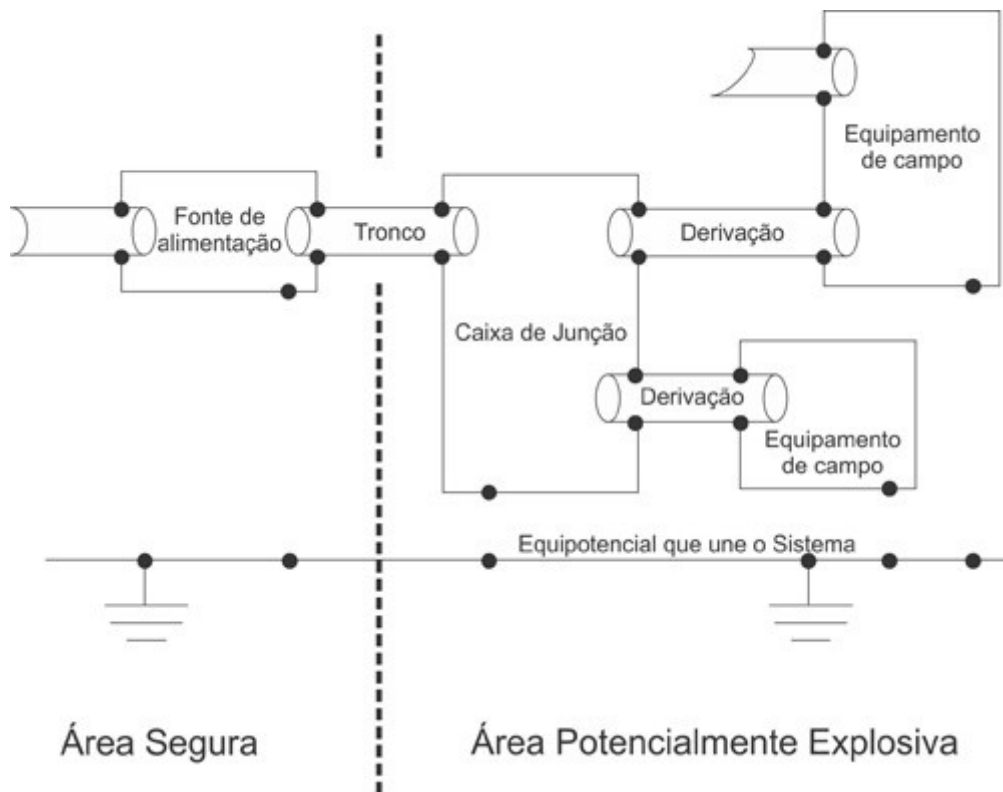 Equipamento
de campo
Fonte de
alimentação
Tronco
Derivação
Caixa de Junção
Derivação
Equipamento
de campo
Equipotencial que une o Sistema
Área Segura
Área Potencialmente Explosiva